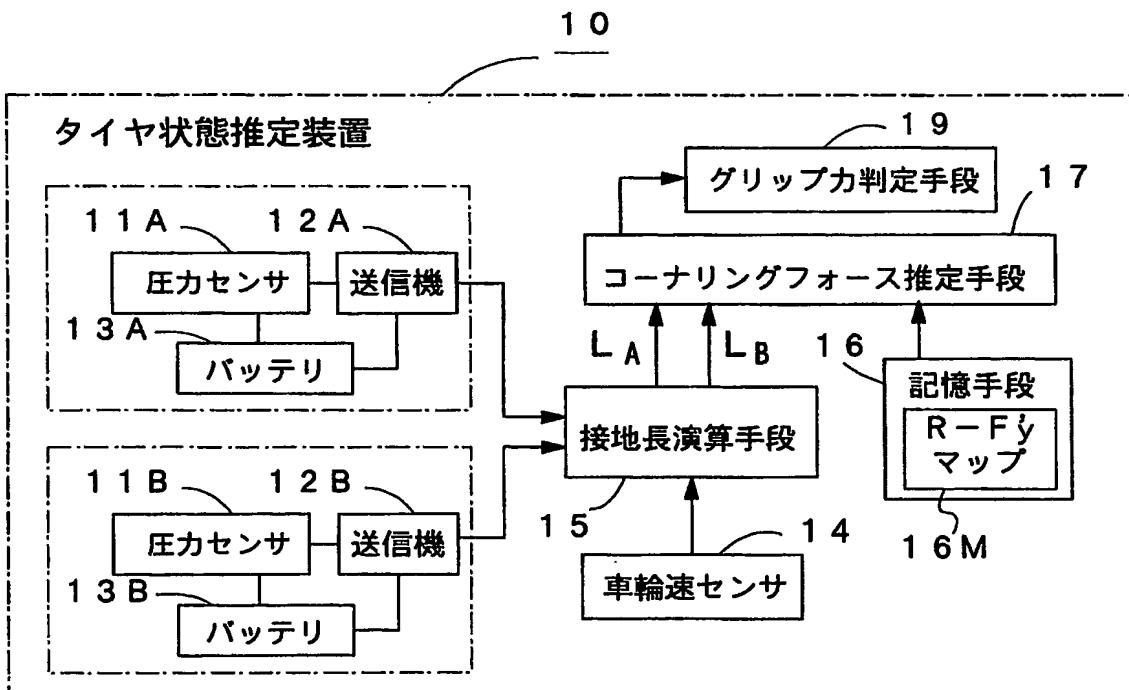 10
タイヤ状態推定装置
19
グリップ力判定手段
17
11A
12A
圧力センサ
送信機
コーナリングフォース推定手段
13A
バッテリ
LA
LB
16
記憶手段
R-Fy
マップ
接地長演算手段
11B
12B
15
14
16M
圧力センサ
送信機
車輪速センサ
13B
バッテリ